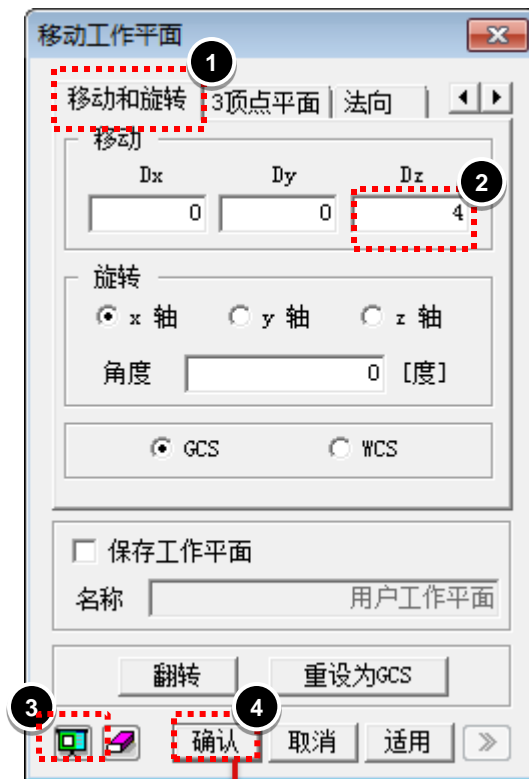 移动工作平面
1
移动和旋转 3顶点平面 法向
移动
Dx Dy Dz
2
0 0 4
旋转
x 轴 y 轴 z 轴
角度 0 [度]
GCS WCS
保存工作平面
名称 用户工作平面
翻转 重设为GCS
3 4
确认 取消 适用